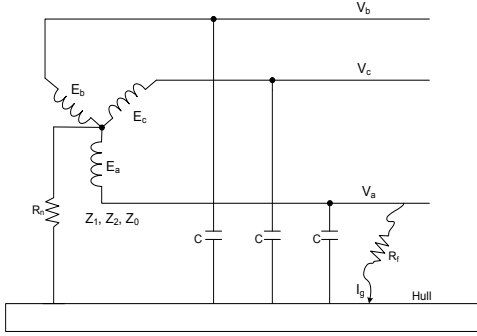 V_b
V_c
E_b
E_c
E_a
V_a
R_n
Z_1, Z_2, Z_0
C
C
C
R_f
I_g
Hull